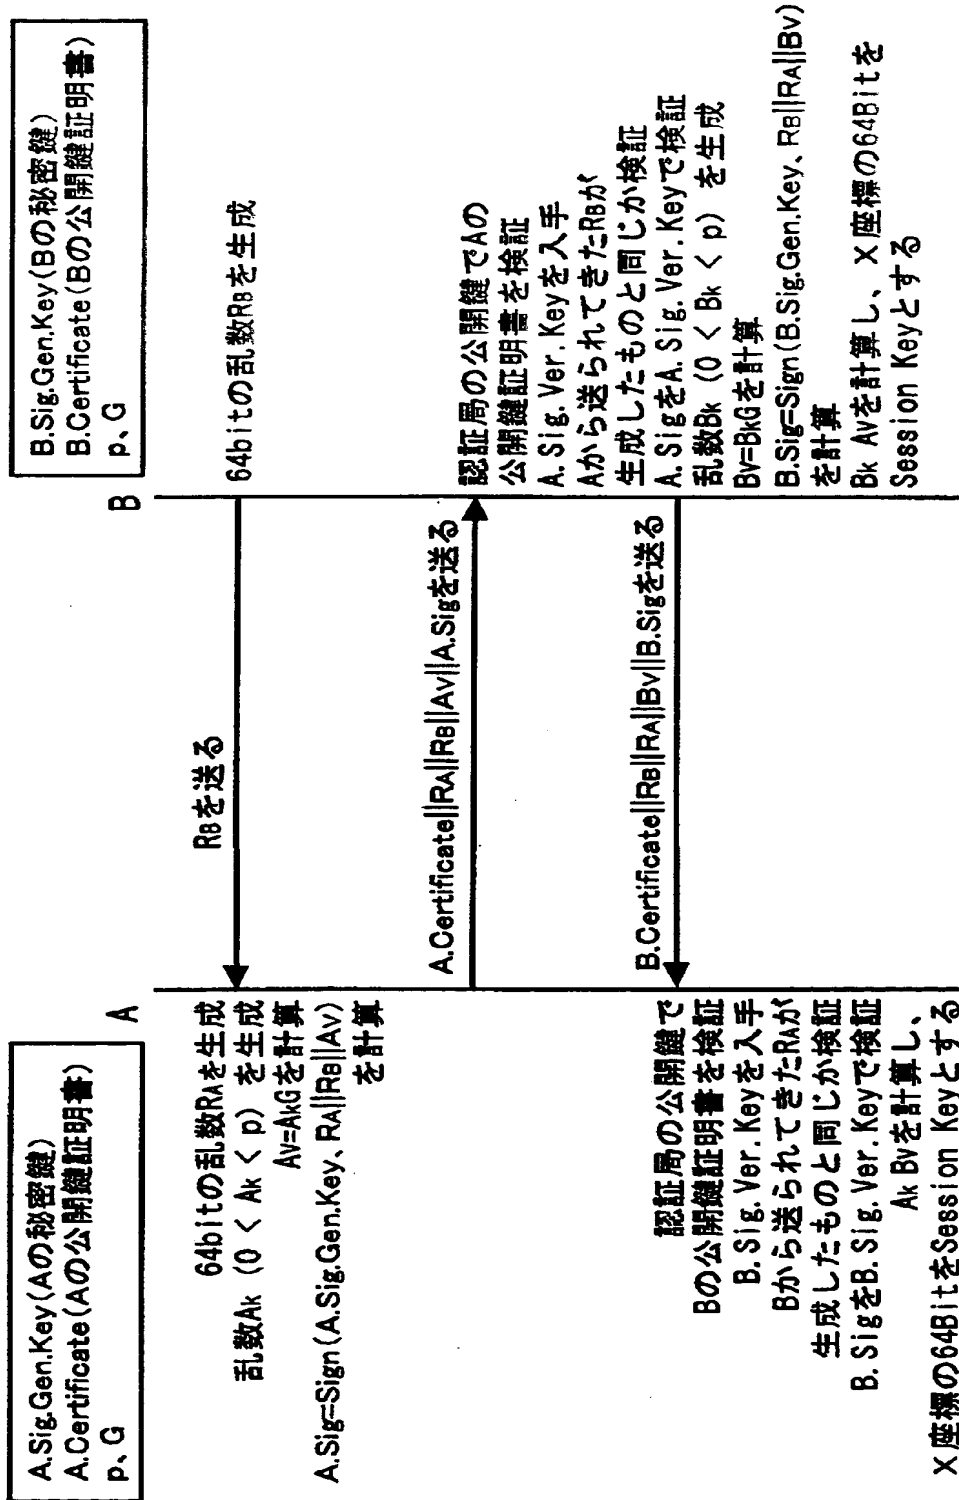 A.Sig.Gen.Key(Aの秘密鍵)
A.Certificate(Aの公開鍵証明書)
p、G
B.Sig.Gen.Key(Bの秘密鍵)
B.Certificate(Bの公開鍵証明書)
p、G
A
B
64bitの乱数RBを生成
RBを送る
64bitの乱数RAを生成
乱数Ak (0 < Ak < p) を生成
Av=AkGを計算
A.Sig=Sign(A.Sig.Gen.Key、RA||RB||Av)
を計算
A.Certificate||RA||RB||Av||A.Sigを送る
認証局の公開鍵でAの
公開鍵証明書を検証
A.Sig.Ver.Keyを入手
Aから送られてきたRBが
生成したものと同じか検証
A.SigをA.Sig.Ver.Keyで検証
乱数Bk (0 < Bk < p) を生成
Bv=BkGを計算
B.Sig=Sign(B.Sig.Gen.Key、RB||RA||Bv)
を計算
Bk Avを計算し、X座標の64Bitを
Session Keyとする
B.Certificate||RB||RA||Bv||B.Sigを送る
認証局の公開鍵で
Bの公開鍵証明書を検証
B.Sig.Ver.Keyを入手
Bから送られてきたRAが
生成したものと同じか検証
B.SigをB.Sig.Ver.Keyで検証
Ak Bvを計算し、
X座標の64BitをSession Keyとする